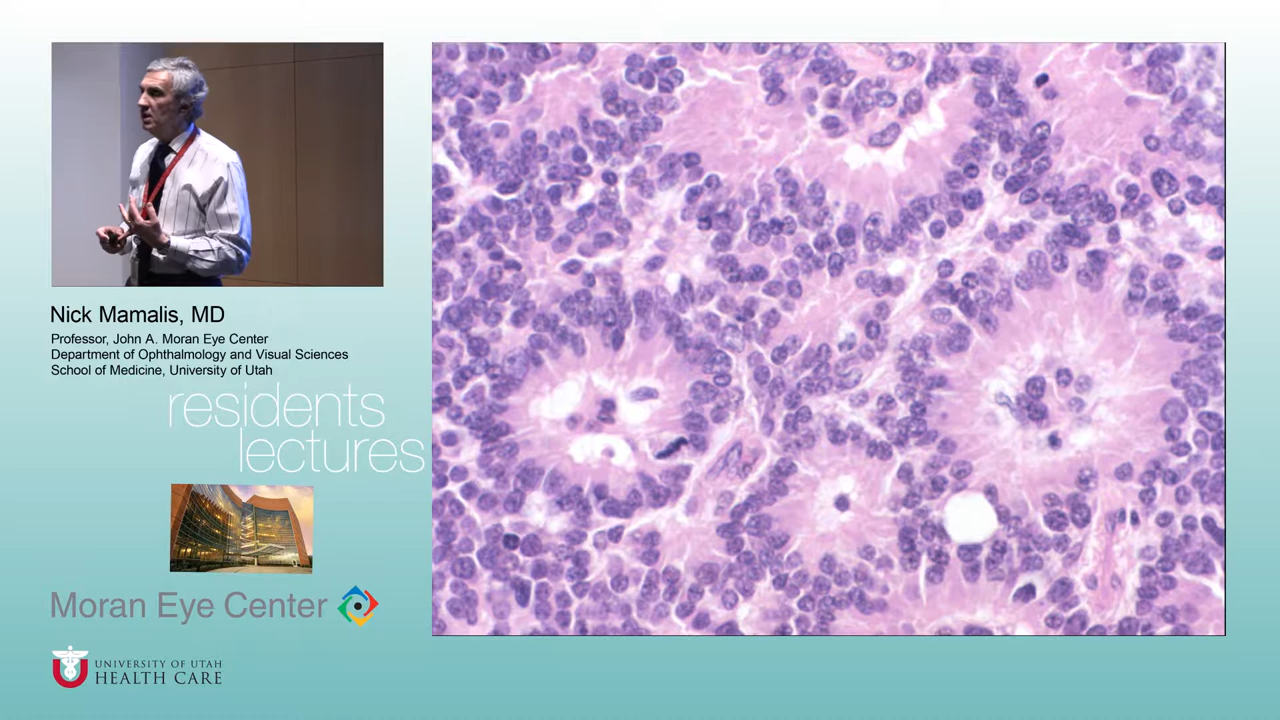 Nick Mamalis, MD
Professor, John A. Moran Eye Center
Department of Ophthalmology and Visual Sciences
School of Medicine, University of Utah
residents
lectures
Moran Eye Center
UNIVERSITY OF UTAH
HEALTH CARE